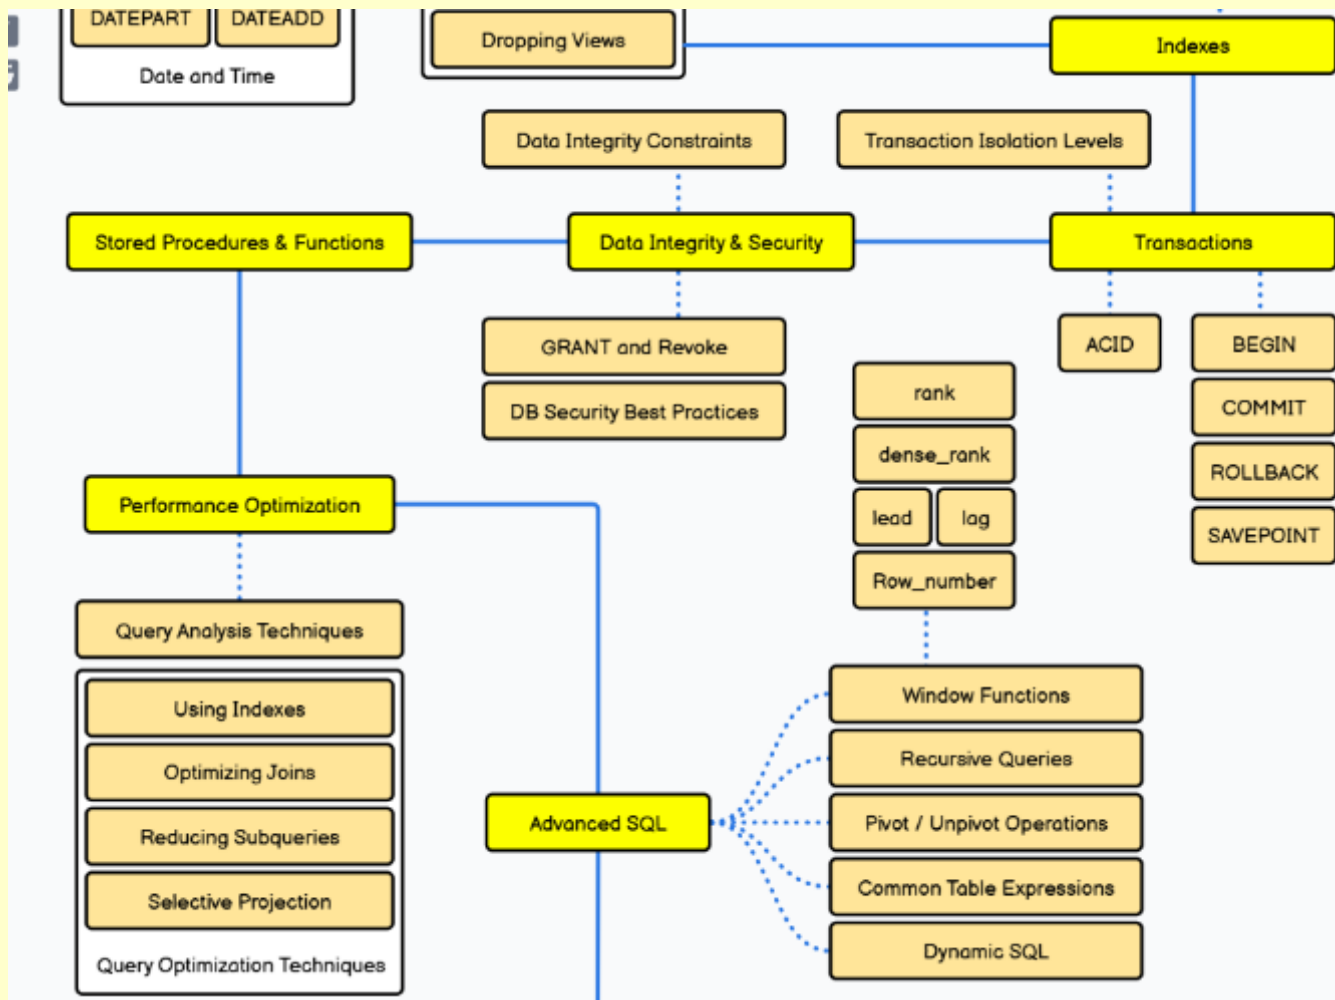 DATEPART
DATEADD
Date and Time
Dropping Views
Indexes
Data Integrity Constraints
Transaction Isolation Levels
Stored Procedures & Functions
Data Integrity & Security
Transactions
GRANT and Revoke
DB Security Best Practices
ACID
BEGIN
COMMIT
ROLLBACK
SAVEPOINT
rank
dense_rank
lead
lag
Row_number
Performance Optimization
Query Analysis Techniques
Using Indexes
Optimizing Joins
Reducing Subqueries
Selective Projection
Query Optimization Techniques
Advanced SQL
Window Functions
Recursive Queries
Pivot / Unpivot Operations
Common Table Expressions
Dynamic SQL